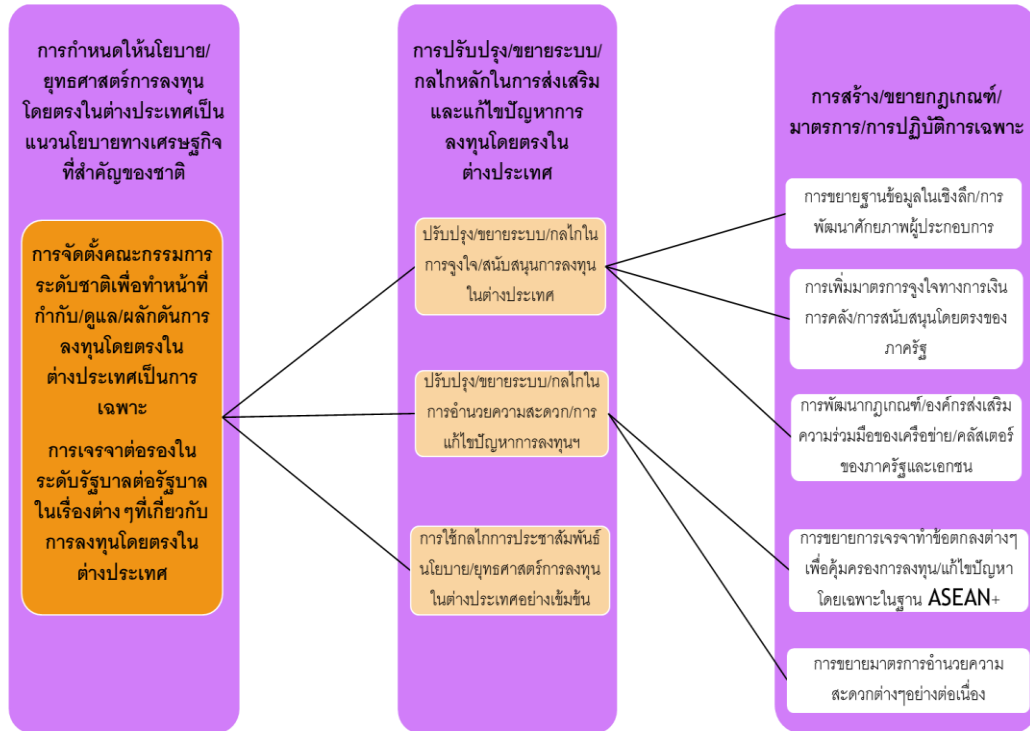 การกำหนดให้นโยบาย/
ยุทธศาสตร์การลงทุน
โดยตรงในต่างประเทศเป็น
แนวนโยบายทางเศรษฐกิจ
ที่สำคัญของชาติ
การจัดตั้งคณะกรรมการ
ระดับชาติเพื่อทำหน้าที่
กำกับ/ดูแล/ผลักดันการ
ลงทุนโดยตรงใน
ต่างประเทศเป็นการ
เฉพาะ
การเจรจาต่อรองใน
ระดับรัฐบาลต่อรัฐบาล
ในเรื่องต่างๆที่เกี่ยวกับ
การลงทุนโดยตรงใน
ต่างประเทศ
การปรับปรุง/ขยายระบบ/
กลไกหลักในการส่งเสริม
และแก้ไขปัญหาการ
ลงทุนโดยตรงใน
ต่างประเทศ
ปรับปรุง/ขยายระบบ/กลไกใน
การจูงใจ/สนับสนุนการลงทุน
ในต่างประเทศ
ปรับปรุง/ขยายระบบ/กลไกใน
การอำนวยความสะดวก/การ
แก้ไขปัญหาการลงทุนฯ
การใช้กลไกการประชาสัมพันธ์
นโยบาย/ยุทธศาสตร์การลงทุน
ในต่างประเทศอย่างเข้มข้น
การสร้าง/ขยายกฎเกณฑ์/
มาตรการ/การปฏิบัติการเฉพาะ
การขยายฐานข้อมูลในเชิงลึก/การ
พัฒนาศักยภาพผู้ประกอบการ
การเพิ่มมาตรการจูงใจทางการเงิน
การคลัง/การสนับสนุนโดยตรงของ
ภาครัฐ
การพัฒนากฎเกณฑ์/องค์กรส่งเสริม
ความร่วมมือของเครือข่าย/คลัสเตอร์
ของภาครัฐและเอกชน
การขยายการเจรจาทำข้อตกลงต่างๆ
เพื่อคุ้มครองการลงทุน/แก้ไขปัญหา
โดยเฉพาะในฐาน ASEAN+
การขยายมาตรการอำนวยความ
สะดวกต่างๆอย่างต่อเนื่อง